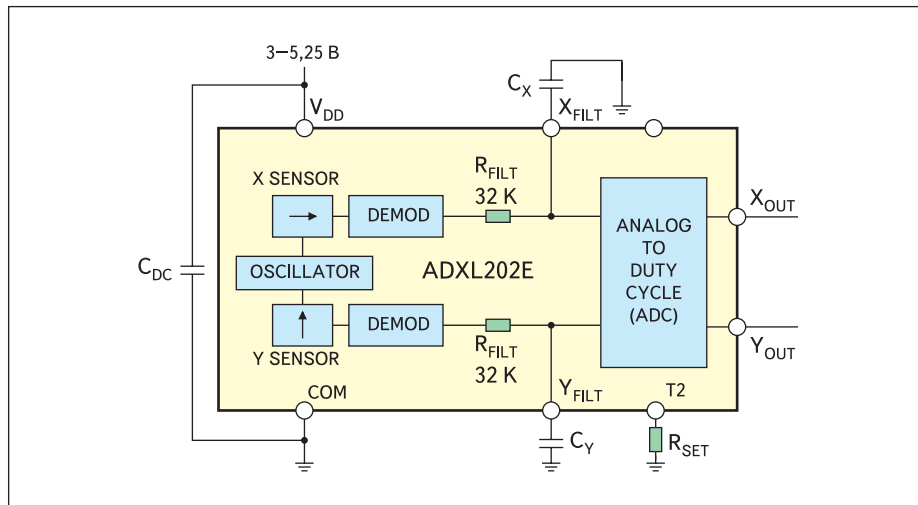 3–5,25 В
V_DD
C_X
X_FILT
X SENSOR
R_FILT
32 K
DEMOD
X_OUT
ANALOG
TO
DUTY
CYCLE
(ADC)
C_DC
OSCILLATOR
ADXL202E
DEMOD
Y SENSOR
R_FILT
32 K
Y_OUT
COM
Y_FILT
T2
C_Y
R_SET